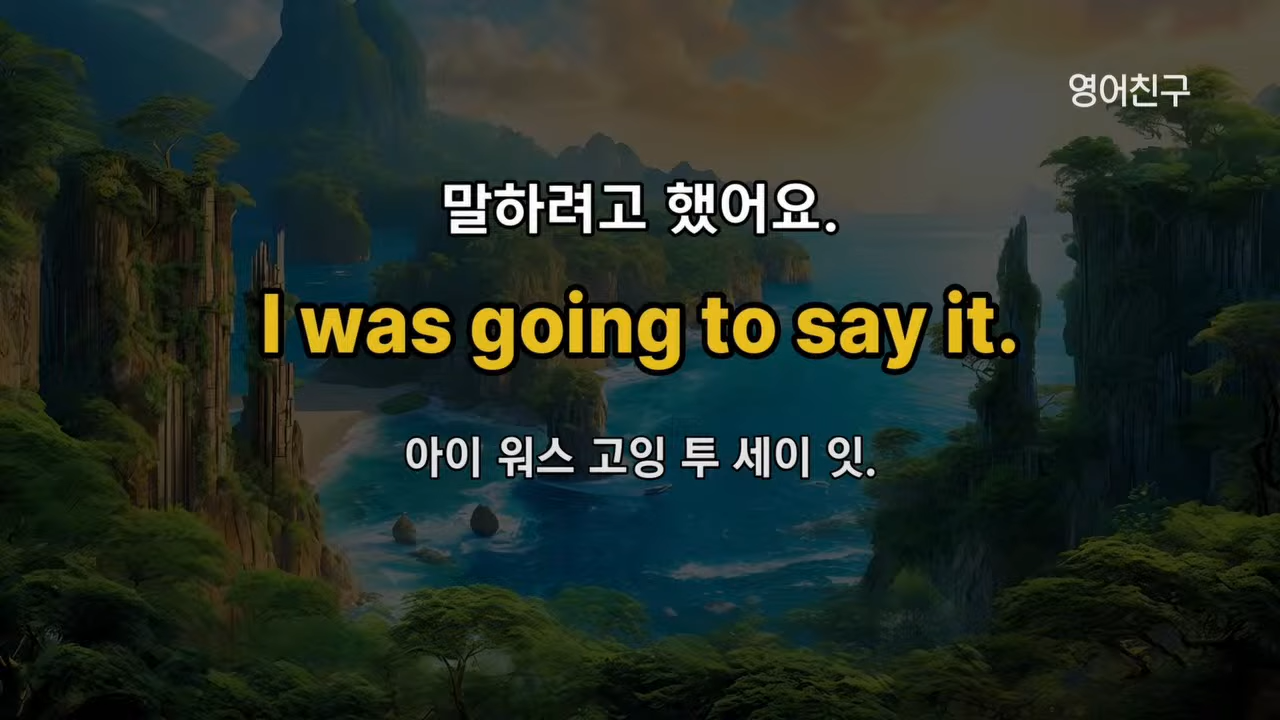 영어친구
말하려고 했어요.
I was going to say it.
아이 워스 고잉 투 세이 잇.